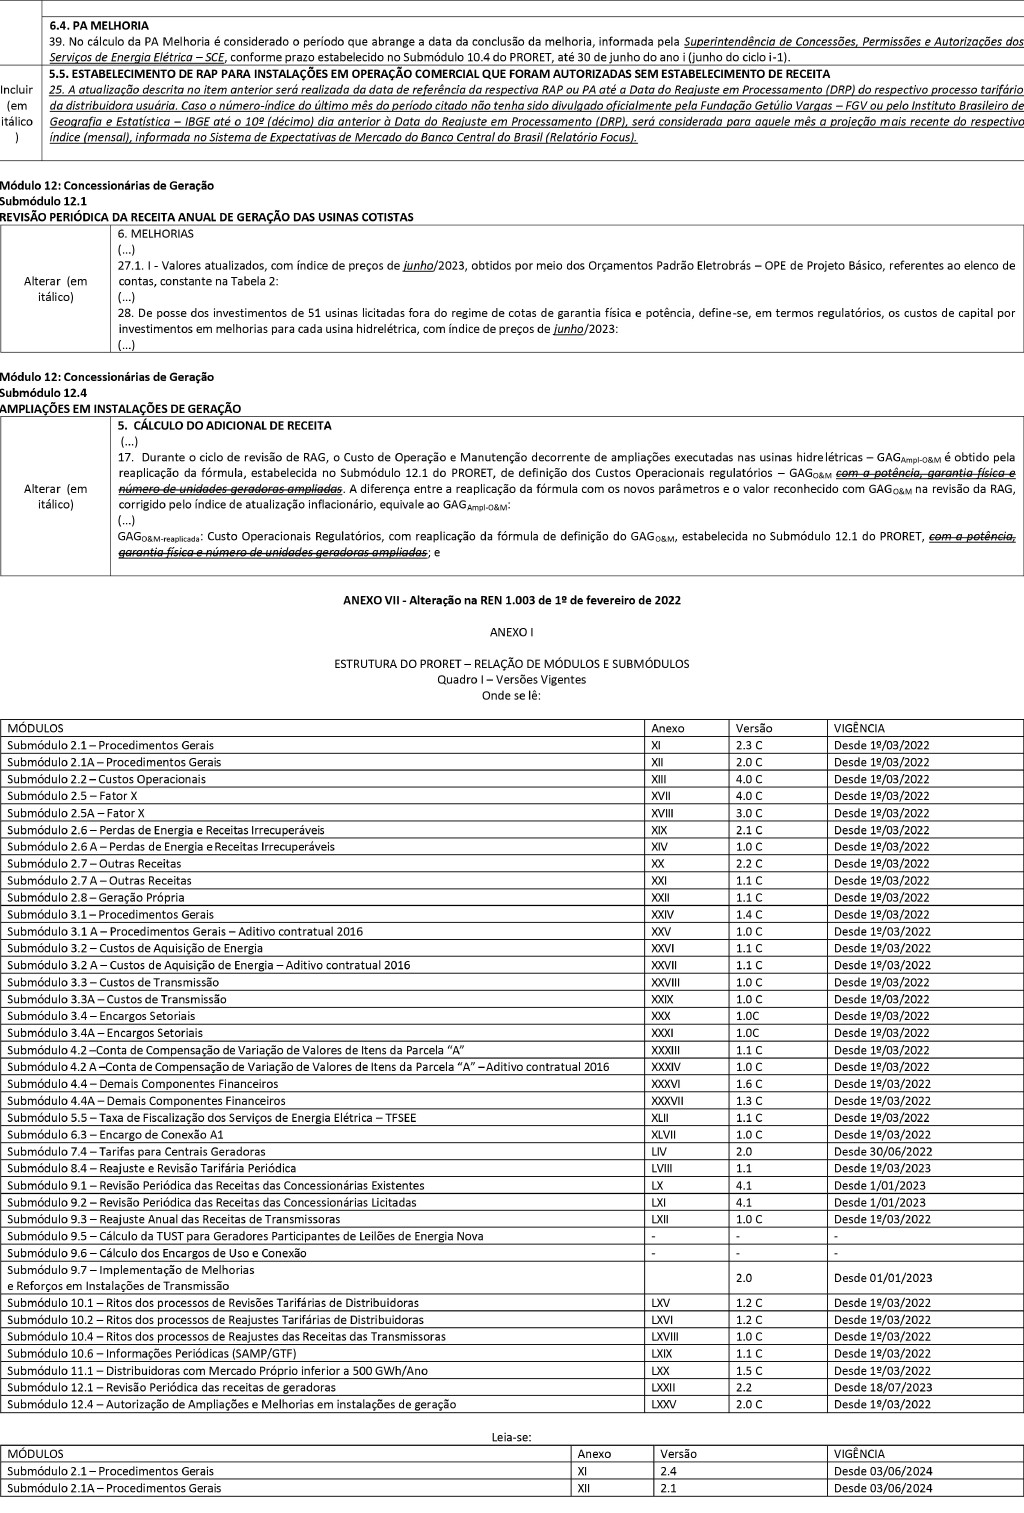 6.4. PA MELHORIA
39. No cálculo da PA Melhoria é considerado o período que abrange a data da conclusão da melhoria, informada pela Superintendência de Concessões, Permissões e Autorizações dos
Serviços de Energia Elétrica – SCE, conforme prazo estabelecido no Submódulo 10.4 do PRORET, até 30 de junho do ano i (junho do ciclo i-1).
Incluir (em itálico)
5.5. ESTABELECIMENTO DE RAP PARA INSTALAÇÕES EM OPERAÇÃO COMERCIAL QUE FORAM AUTORIZADAS SEM ESTABELECIMENTO DE RECEITA
25. A atualização descrita no item anterior será realizada da data de referência da respectiva RAP ou PA até a Data do Reajuste em Processamento (DRP) do respectivo processo tarifário
da distribuidora usuária. Caso o número-índice do último mês do período citado não tenha sido divulgado oficialmente pela Fundação Getúlio Vargas – FGV ou pelo Instituto Brasileiro de
Geografia e Estatística – IBGE até o 10º (décimo) dia anterior à Data do Reajuste em Processamento (DRP), será considerada para aquele mês a projeção mais recente do respectivo
índice (mensal), informada no Sistema de Expectativas de Mercado do Banco Central do Brasil (Relatório Focus).
Módulo 12: Concessionárias de Geração
Submódulo 12.1
REVISÃO PERIÓDICA DA RECEITA ANUAL DE GERAÇÃO DAS USINAS COTISTAS
Alterar (em
itálico)
6. MELHORIAS
(...)
27.1. I - Valores atualizados, com índice de preços de junho/2023, obtidos por meio dos Orçamentos Padrão Eletrobrás – OPE de Projeto Básico, referentes ao elenco de
contas, constante na Tabela 2:
(...)
28. De posse dos investimentos de 51 usinas licitadas fora do regime de cotas de garantia física e potência, define-se, em termos regulatórios, os custos de capital por
investimentos em melhorias para cada usina hidrelétrica, com índice de preços de junho/2023:
(...)
Módulo 12: Concessionárias de Geração
Submódulo 12.4
AMPLIAÇÕES EM INSTALAÇÕES DE GERAÇÃO
Alterar (em
itálico)
5. CÁLCULO DO ADICIONAL DE RECEITA
(...)
17. Durante o ciclo de revisão de RAG, o Custo de Operação e Manutenção decorrente de ampliações executadas nas usinas hidrelétricas – GAGAmpl-O&M é obtido pela
reaplicação da fórmula, estabelecida no Submódulo 12.1 do PRORET, de definição dos Custos Operacionais regulatórios – GAGO&M com a potência, garantia física e
número de unidades geradoras ampliadas. A diferença entre a reaplicação da fórmula com os novos parâmetros e o valor reconhecido com GAGO&M na revisão da RAG,
corrigido pelo índice de atualização inflacionário, equivale ao GAGAmpl-O&M:
(...)
GAGO&M-reaplicada: Custo Operacionais Regulatórios, com reaplicação da fórmula de definição do GAGO&M, estabelecida no Submódulo 12.1 do PRORET, com a potência,
garantia física e número de unidades geradoras ampliadas; e
ANEXO VII - Alteração na REN 1.003 de 1º de fevereiro de 2022
ANEXO I
ESTRUTURA DO PRORET – RELAÇÃO DE MÓDULOS E SUBMÓDULOS
Quadro I – Versões Vigentes
Onde se lê:
MÓDULOS Anexo Versão VIGÊNCIA
Submódulo 2.1 – Procedimentos Gerais XI 2.3 C Desde 1º/03/2022
Submódulo 2.1A – Procedimentos Gerais XII 2.0 C Desde 1º/03/2022
Submódulo 2.2 – Custos Operacionais XIII 4.0 C Desde 1º/03/2022
Submódulo 2.5 – Fator X XVII 4.0 C Desde 1º/03/2022
Submódulo 2.5A – Fator X XVIII 3.0 C Desde 1º/03/2022
Submódulo 2.6 – Perdas de Energia e Receitas Irrecuperáveis XIX 2.1 C Desde 1º/03/2022
Submódulo 2.6 A – Perdas de Energia e Receitas Irrecuperáveis XIV 1.0 C Desde 1º/03/2022
Submódulo 2.7 – Outras Receitas XX 2.2 C Desde 1º/03/2022
Submódulo 2.7 A – Outras Receitas XXI 1.1 C Desde 1º/03/2022
Submódulo 2.8 – Geração Própria XXII 1.1 C Desde 1º/03/2022
Submódulo 3.1 – Procedimentos Gerais XXIV 1.4 C Desde 1º/03/2022
Submódulo 3.1 A – Procedimentos Gerais – Aditivo contratual 2016 XXV 1.0 C Desde 1º/03/2022
Submódulo 3.2 – Custos de Aquisição de Energia XXVI 1.1 C Desde 1º/03/2022
Submódulo 3.2 A – Custos de Aquisição de Energia – Aditivo contratual 2016 XXVII 1.1 C Desde 1º/03/2022
Submódulo 3.3 – Custos de Transmissão XXVIII 1.0 C Desde 1º/03/2022
Submódulo 3.3A – Custos de Transmissão XXIX 1.0 C Desde 1º/03/2022
Submódulo 3.4 – Encargos Setoriais XXX 1.0C Desde 1º/03/2022
Submódulo 3.4A – Encargos Setoriais XXXI 1.0C Desde 1º/03/2022
Submódulo 4.2 –Conta de Compensação de Variação de Valores de Itens da Parcela “A” XXXIII 1.1 C Desde 1º/03/2022
Submódulo 4.2 A –Conta de Compensação de Variação de Valores de Itens da Parcela “A” – Aditivo contratual 2016 XXXIV 1.0 C Desde 1º/03/2022
Submódulo 4.4 – Demais Componentes Financeiros XXXVI 1.6 C Desde 1º/03/2022
Submódulo 4.4A – Demais Componentes Financeiros XXXVII 1.3 C Desde 1º/03/2022
Submódulo 5.5 – Taxa de Fiscalização dos Serviços de Energia Elétrica – TFSEE XLII 1.1 C Desde 1º/03/2022
Submódulo 6.3 – Encargo de Conexão A1 XLVII 1.0 C Desde 1º/03/2022
Submódulo 7.4 – Tarifas para Centrais Geradoras LIV 2.0 Desde 30/06/2022
Submódulo 8.4 – Reajuste e Revisão Tarifária Periódica LVIII 1.1 Desde 1º/03/2023
Submódulo 9.1 – Revisão Periódica das Receitas das Concessionárias Existentes LX 4.1 Desde 1/01/2023
Submódulo 9.2 – Revisão Periódica das Receitas das Concessionárias Licitadas LXI 4.1 Desde 1/01/2023
Submódulo 9.3 – Reajuste Anual das Receitas de Transmissoras LXII 1.0 C Desde 1º/03/2022
Submódulo 9.5 – Cálculo da TUST para Geradores Participantes de Leilões de Energia Nova - - -
Submódulo 9.6 – Cálculo dos Encargos de Uso e Conexão - - -
Submódulo 9.7 – Implementação de Melhorias
e Reforços em Instalações de Transmissão 2.0 Desde 01/01/2023
Submódulo 10.1 – Ritos dos processos de Revisões Tarifárias de Distribuidoras LXV 1.2 C Desde 1º/03/2022
Submódulo 10.2 – Ritos dos processos de Reajustes Tarifárias de Distribuidoras LXVI 1.2 C Desde 1º/03/2022
Submódulo 10.4 – Ritos dos processos de Reajustes das Receitas das Transmissoras LXVIII 1.0 C Desde 1º/03/2022
Submódulo 10.6 – Informações Periódicas (SAMP/GTF) LXIX 1.1 C Desde 1º/03/2022
Submódulo 11.1 – Distribuidoras com Mercado Próprio inferior a 500 GWh/Ano LXX 1.5 C Desde 1º/03/2022
Submódulo 12.1 – Revisão Periódica das receitas de geradoras LXXII 2.2 Desde 18/07/2023
Submódulo 12.4 – Autorização de Ampliações e Melhorias em instalações de geração LXXV 2.0 C Desde 1º/03/2022
Leia-se:
MÓDULOS Anexo Versão VIGÊNCIA
Submódulo 2.1 – Procedimentos Gerais XI 2.4 Desde 03/06/2024
Submódulo 2.1A – Procedimentos Gerais XII 2.1 Desde 03/06/2024